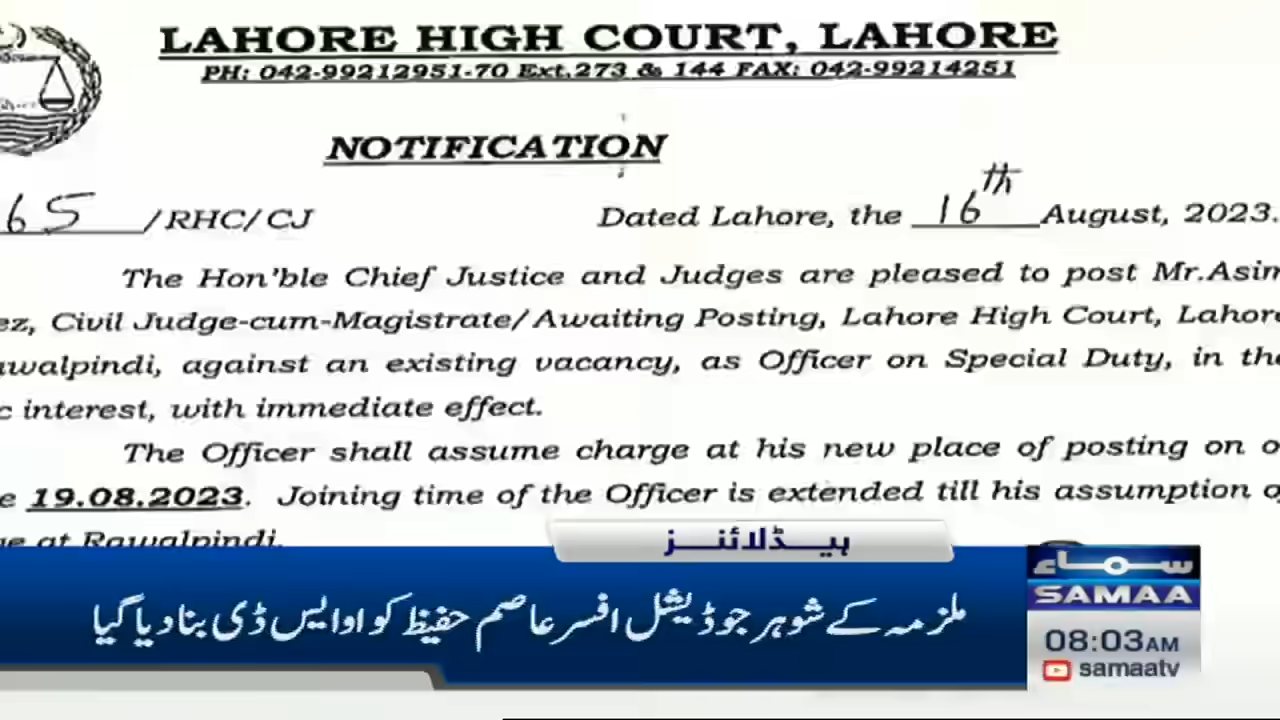 LAHORE HIGH COURT, LAHORE
PH: 042-99212951-70 Ext.273 & 144 FAX: 042-99214251
NOTIFICATION
65 /RHC/CJ Dated Lahore, the 16th August, 2023.
The Hon'ble Chief Justice and Judges are pleased to post Mr.Asim
ez, Civil Judge-cum-Magistrate/Awaiting Posting, Lahore High Court, Lahore
awalpindi, against an existing vacancy, as Officer on Special Duty, in the
c interest, with immediate effect.
The Officer shall assume charge at his new place of posting on o
e 19.08.2023. Joining time of the Officer is extended till his assumption o
ge at Rawalpindi.
ہیڈلائنز
ملزمہ کے شوہر جوڈیشل افسر عاصم حفیظ کو او ایس ڈی بنا دیا گیا
سماء
SAMAA
08:03AM
samaatv